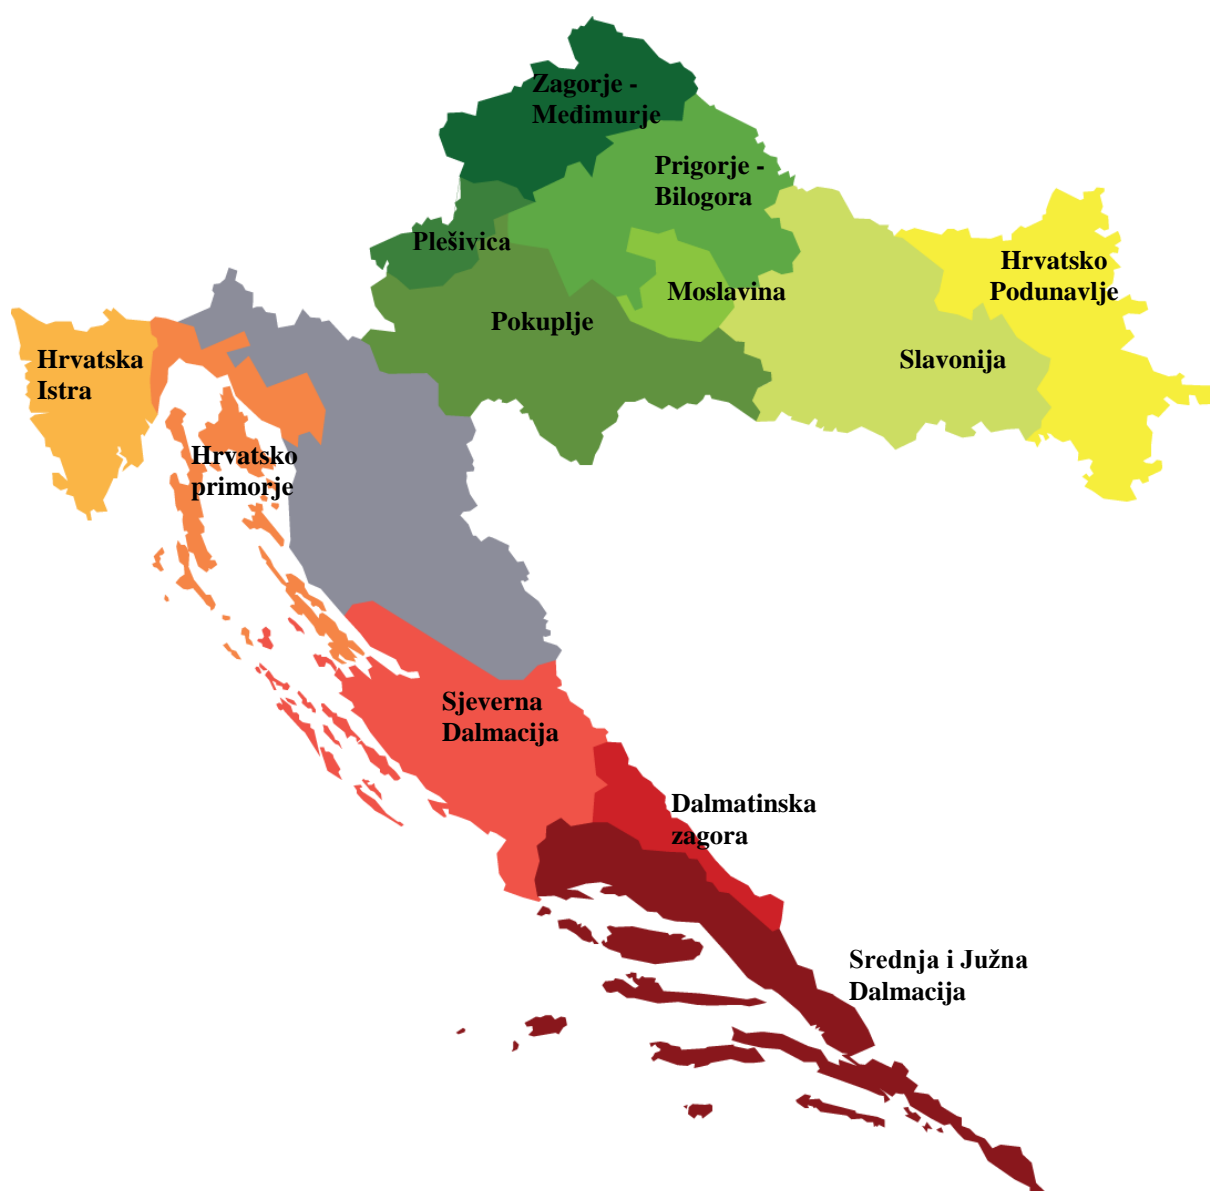 Zagorje -
Međimurje
Prigorje -
Bilogora
Plešivica
Hrvatsko
Podunavlje
Moslavina
Pokuplje
Hrvatska
Istra
Slavonija
Hrvatsko
primorje
Sjeverna
Dalmacija
Dalmatinska
zagora
Srednja i Južna
Dalmacija